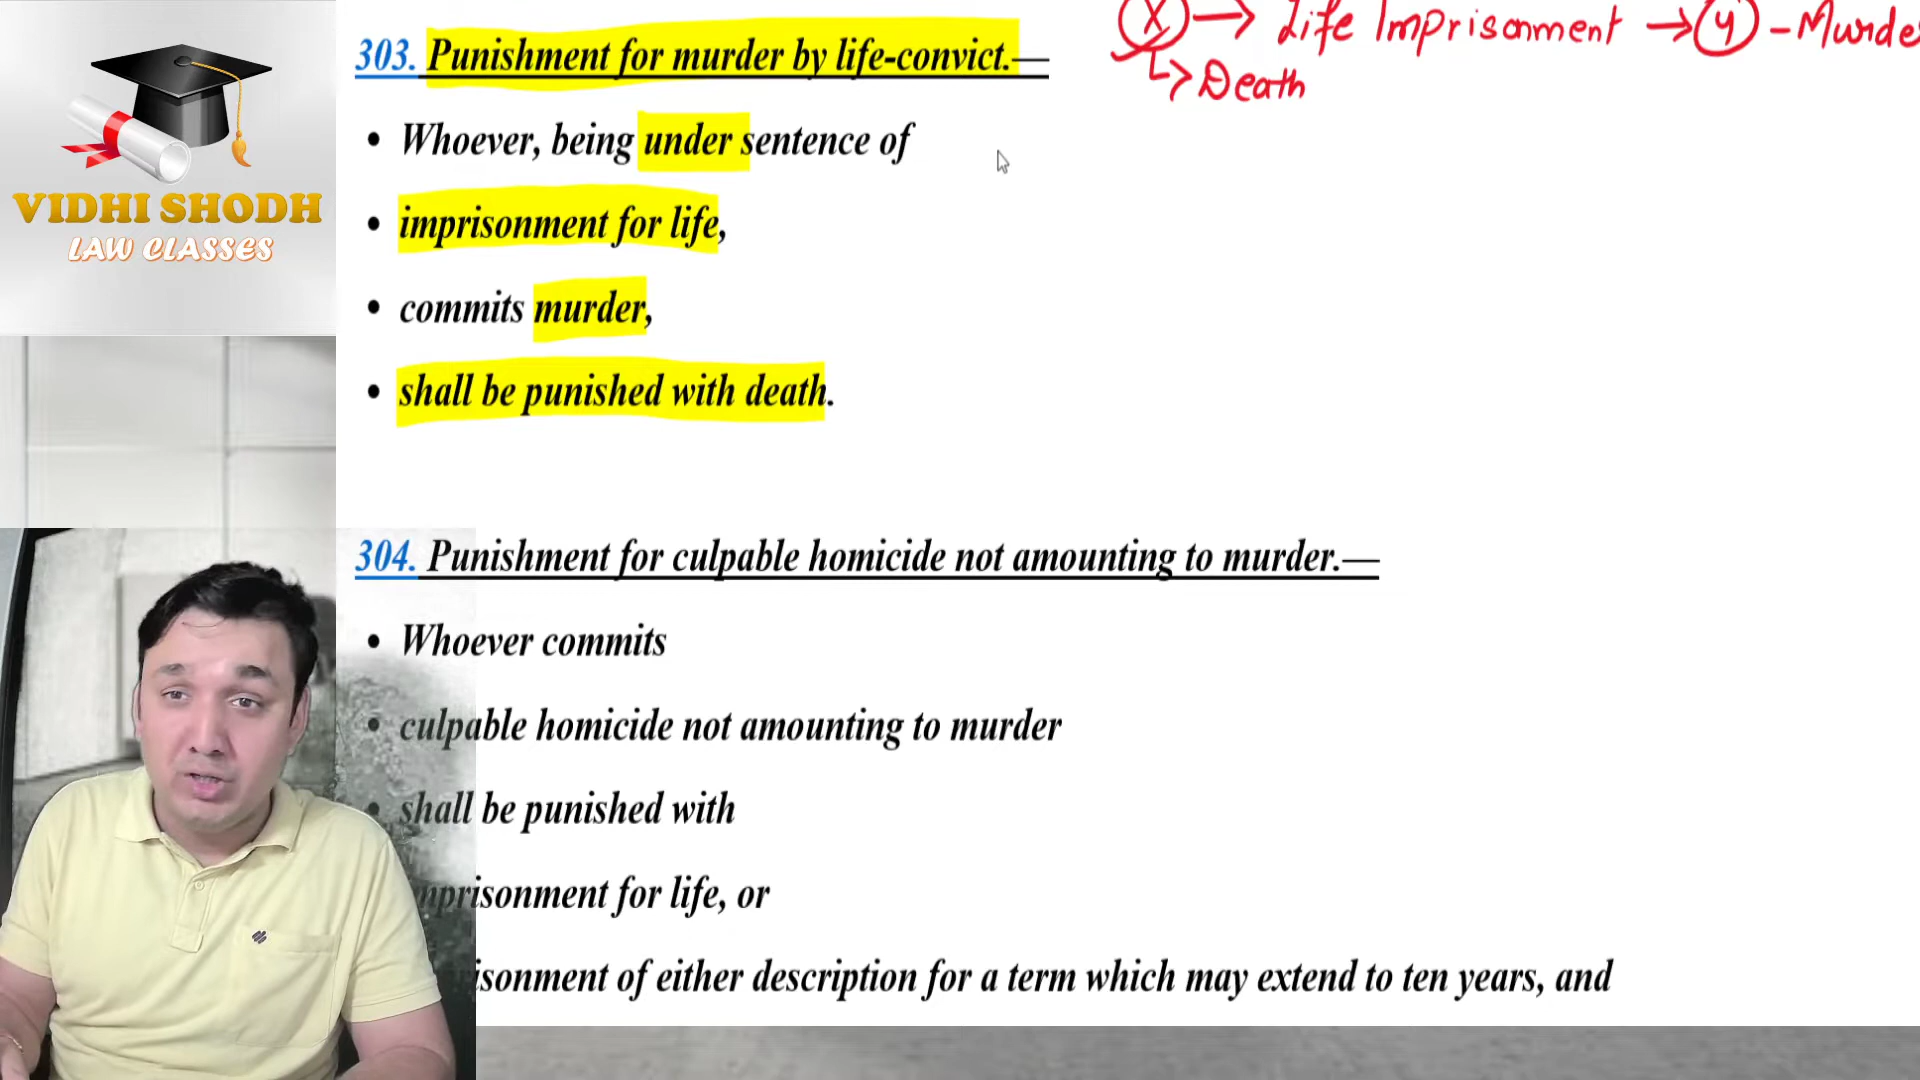 X → Life Imprisonment → Y - Murde
↳ Death
303. Punishment for murder by life-convict.—
• Whoever, being under sentence of
• imprisonment for life,
• commits murder,
• shall be punished with death.
VIDHI SHODH
LAW CLASSES
304. Punishment for culpable homicide not amounting to murder.—
• Whoever commits
• culpable homicide not amounting to murder
• shall be punished with
imprisonment for life, or
isonment of either description for a term which may extend to ten years, and